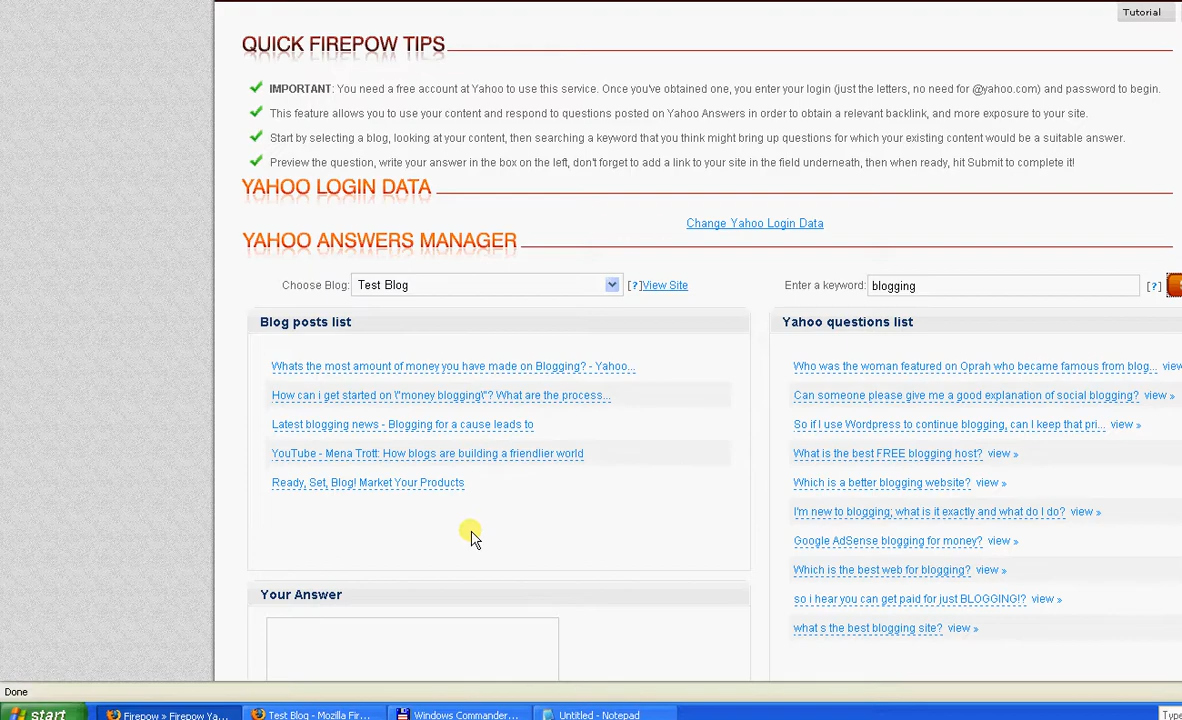 Tutorial
QUICK FIREPOW TIPS
IMPORTANT: You need a free account at Yahoo to use this service. Once you've obtained one, you enter your login (just the letters, no need for @yahoo.com) and password to begin.
This feature allows you to use your content and respond to questions posted on Yahoo Answers in order to obtain a relevant backlink, and more exposure to your site.
Start by selecting a blog, looking at your content, then searching a keyword that you think might bring up questions for which your existing content would be a suitable answer.
Preview the question, write your answer in the box on the left, don't forget to add a link to your site in the field underneath, then when ready, hit Submit to complete it!
YAHOO LOGIN DATA
Change Yahoo Login Data
YAHOO ANSWERS MANAGER
Choose Blog: Test Blog [?]View Site
Enter a keyword: blogging [?]
Blog posts list
Whats the most amount of money you have made on Blogging? - Yahoo...
How can i get started on \"money blogging\"? What are the process...
Latest blogging news - Blogging for a cause leads to
YouTube - Mena Trott: How blogs are building a friendlier world
Ready, Set, Blog! Market Your Products
Yahoo questions list
Who was the woman featured on Oprah who became famous from blog... view
Can someone please give me a good explanation of social blogging? view »
So if I use Wordpress to continue blogging, can I keep that pri... view »
What is the best FREE blogging host? view »
Which is a better blogging website? view »
I'm new to blogging; what is it exactly and what do I do? view »
Google AdSense blogging for money? view »
Which is the best web for blogging? view »
so i hear you can get paid for just BLOGGING!? view »
what s the best blogging site? view »
Your Answer
Done
start
Firepow » Firepow Ya...
Test Blog - Mozilla Fir...
Windows Commander...
Untitled - Notepad
Type